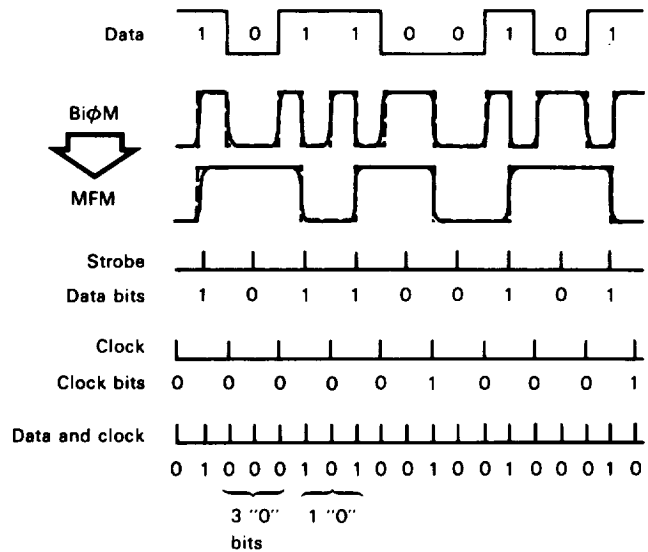 Data 1 0 1 1 0 0 1 0 1
BiϕM
MFM
Strobe
Data bits 1 0 1 1 0 0 1 0 1
Clock
Clock bits 0 0 0 0 0 1 0 0 0 1
Data and clock
0 1 0 0 0 1 0 1 0 0 1 0 0 1 0 0 0 1 0
3 "0" 1 "0"
bits